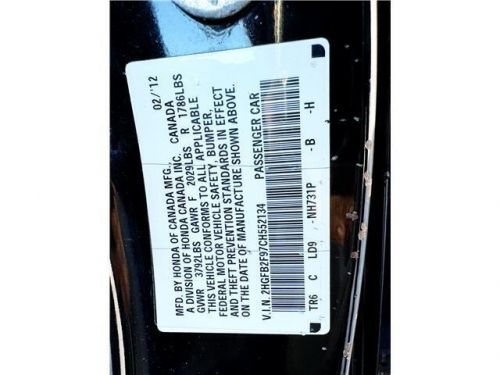 MFD. BY HONDA OF CANADA MFG., 02/'12
A DIVISION OF HONDA CANADA INC. CANADA
GVWR 3792LBS GAWR F 2029LBS R 1786LBS
THIS VEHICLE CONFORMS TO ALL APPLICABLE
FEDERAL MOTOR VEHICLE SAFETY, BUMPER,
AND THEFT PREVENTION STANDARDS IN EFFECT
ON THE DATE OF MANUFACTURE SHOWN ABOVE.
V.I.N. 2HGFB2F97CH552134 PASSENGER CAR
TR6 C LD9 -NH731P -B -H